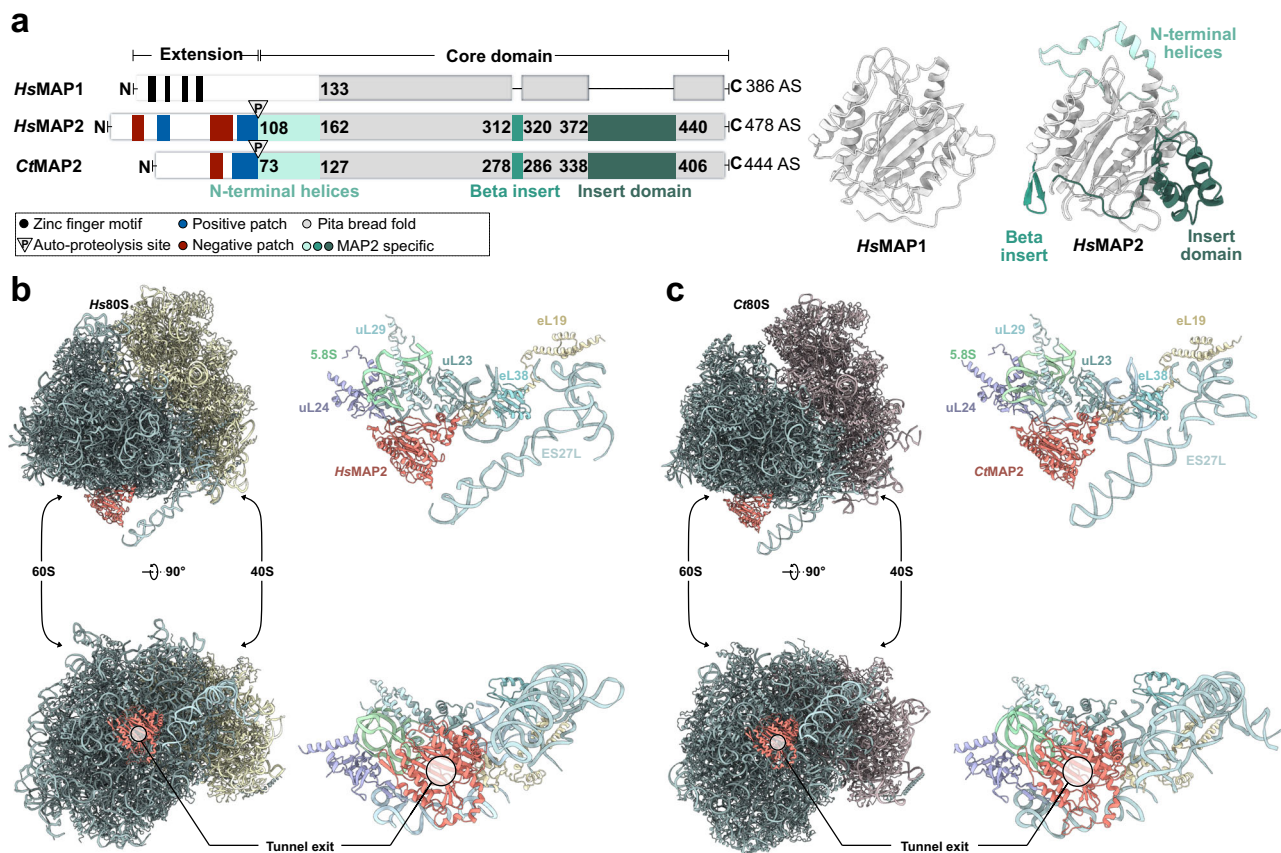 a
Extension
Core domain
HsMAP1
N
133
C 386 AS
P
HsMAP2
N
108
162
312
320
372
440
C 478 AS
P
CtMAP2
N
73
127
278
286
338
406
C 444 AS
N-terminal helices
Beta insert
Insert domain
Zinc finger motif
Positive patch
Pita bread fold
P
Auto-proteolysis site
Negative patch
MAP2 specific
HsMAP1
N-terminal
helices
Beta
insert
HsMAP2
Insert
domain
b
Hs80S
uL29
eL19
5.8S
uL23
eL38
uL24
HsMAP2
ES27L
60S
90°
40S
Tunnel exit
c
Ct80S
uL29
eL19
5.8S
uL23
eL38
uL24
CtMAP2
ES27L
60S
90°
40S
Tunnel exit